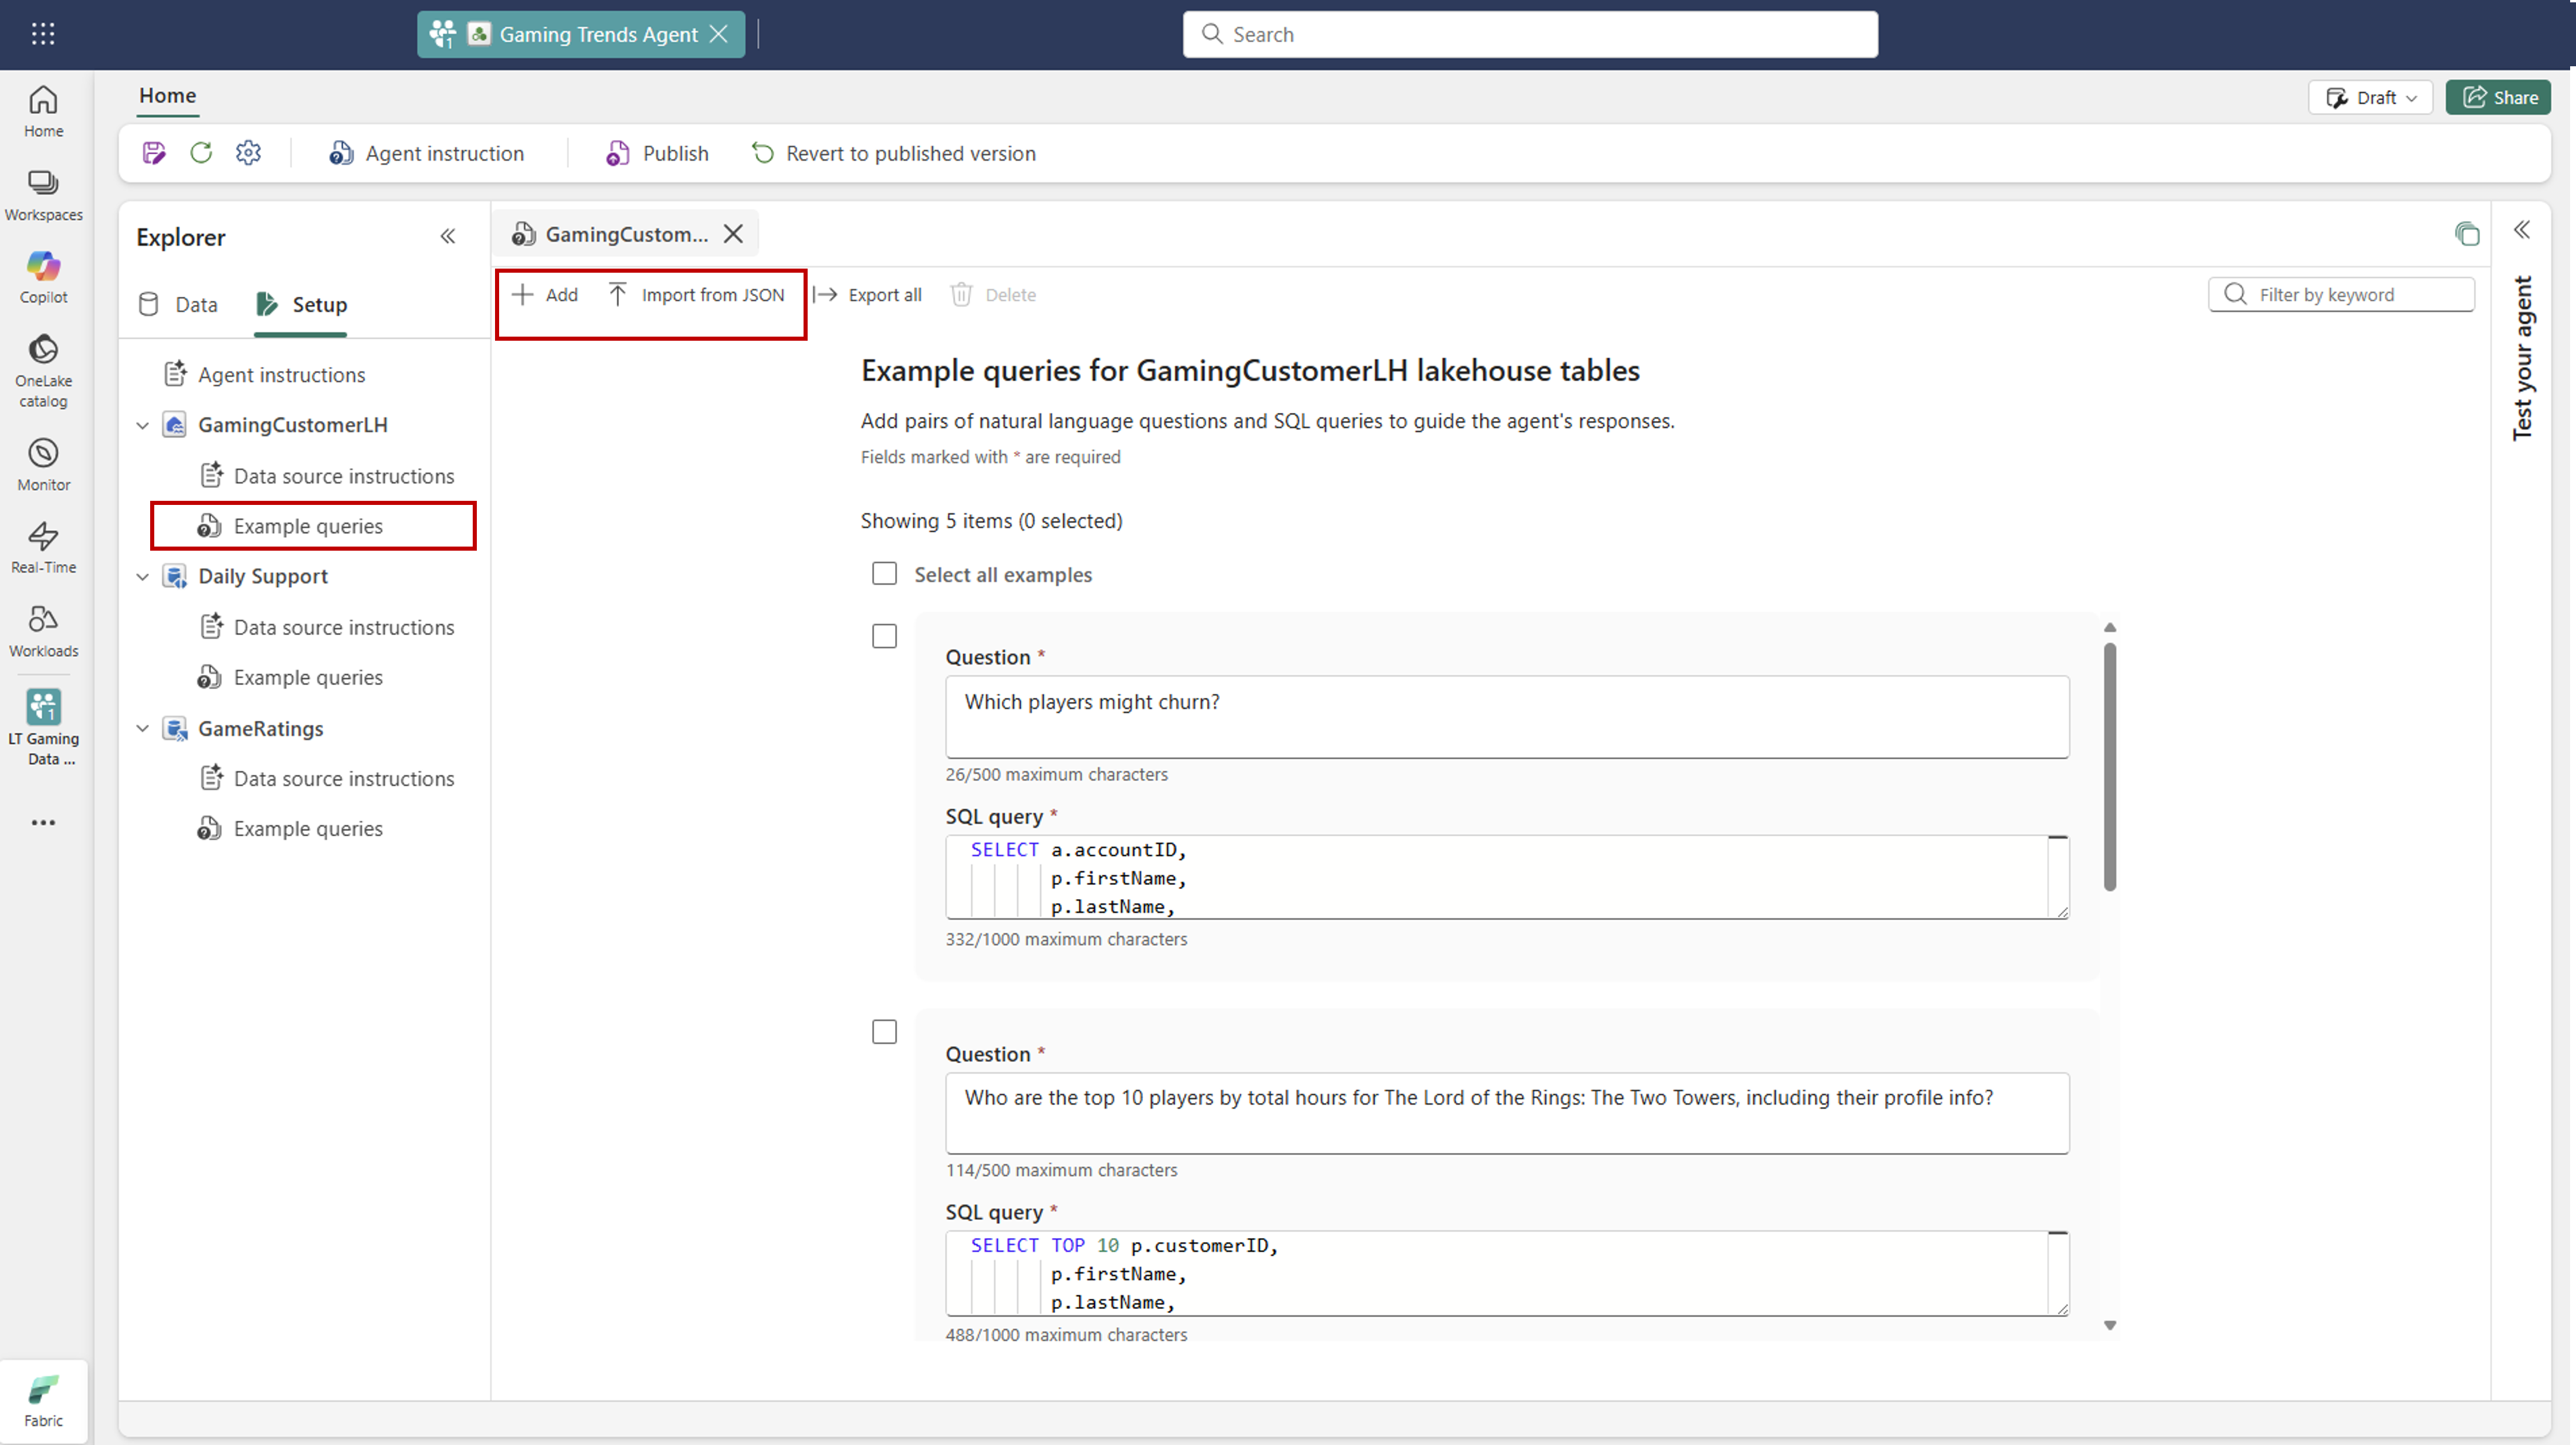 Gaming Trends Agent
Search
Home
Draft
Share
Agent instruction
Publish
Revert to published version
Home
Workspaces
Copilot
OneLake
catalog
Monitor
Real-Time
Workloads
LT Gaming
Data ...
Fabric
Explorer
Data
Setup
Agent instructions
GamingCustomerLH
Data source instructions
Example queries
Daily Support
Data source instructions
Example queries
GameRatings
Data source instructions
Example queries
GamingCustom...
Add
Import from JSON
Export all
Delete
Filter by keyword
Example queries for GamingCustomerLH lakehouse tables
Add pairs of natural language questions and SQL queries to guide the agent's responses.
Fields marked with * are required
Showing 5 items (0 selected)
Select all examples
Question *
Which players might churn?
26/500 maximum characters
SQL query *
SELECT a.accountID,
p.firstName,
p.lastName,
332/1000 maximum characters
Question *
Who are the top 10 players by total hours for The Lord of the Rings: The Two Towers, including their profile info?
114/500 maximum characters
SQL query *
SELECT TOP 10 p.customerID,
p.firstName,
p.lastName,
488/1000 maximum characters
Test your agent